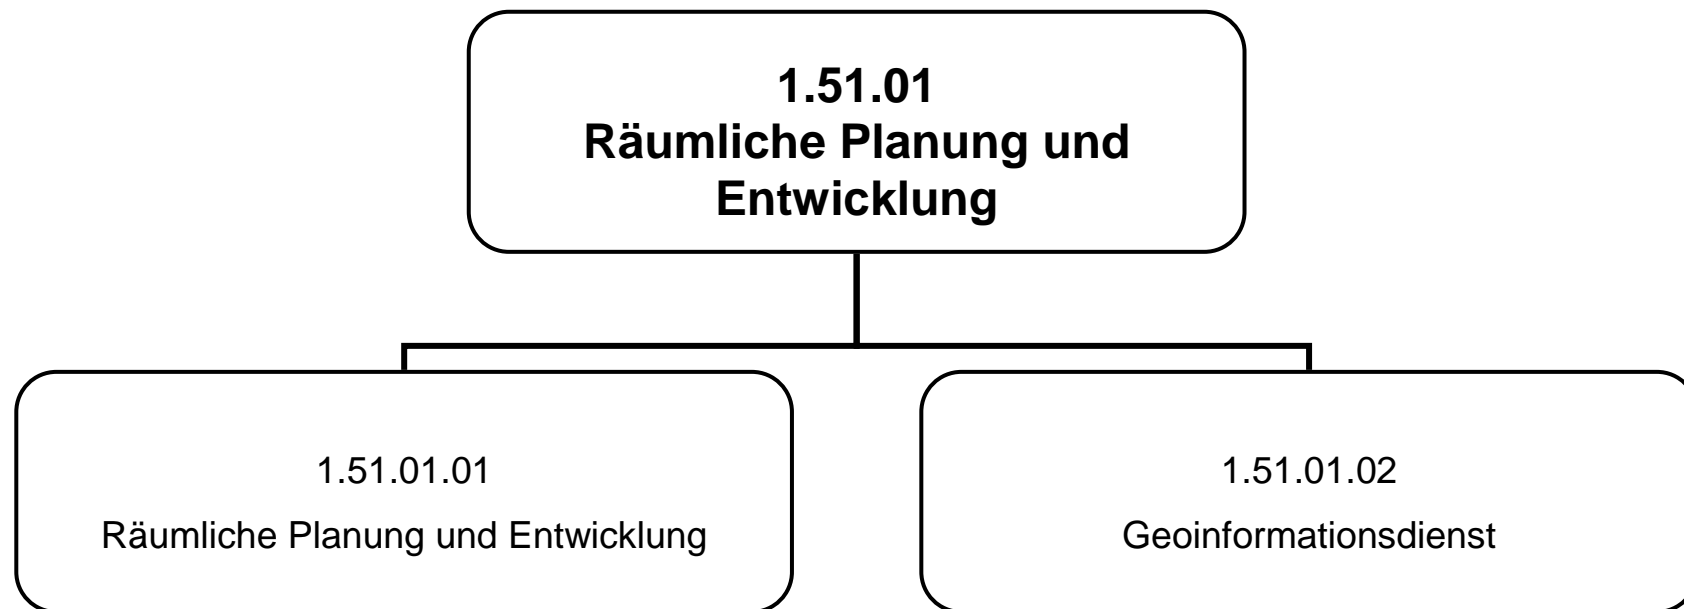 1.51.01
Räumliche Planung und
Entwicklung
1.51.01.01
Räumliche Planung und Entwicklung
1.51.01.02
Geoinformationsdienst